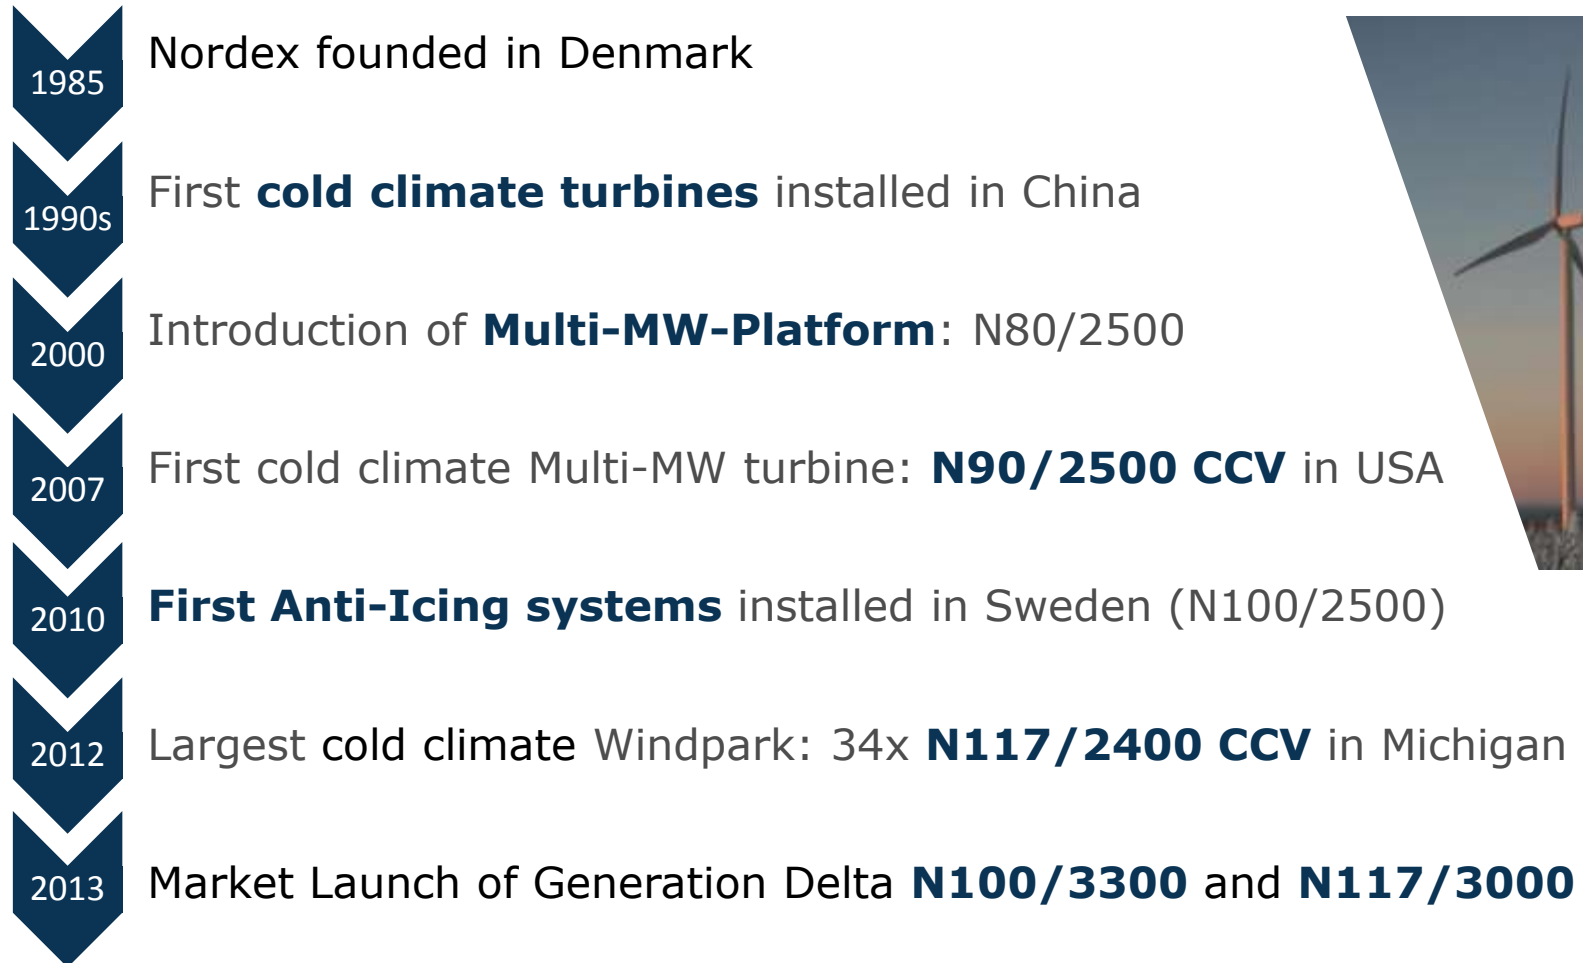 1985 Nordex founded in Denmark
1990s First cold climate turbines installed in China
2000 Introduction of Multi-MW-Platform: N80/2500
2007 First cold climate Multi-MW turbine: N90/2500 CCV in USA
2010 First Anti-Icing systems installed in Sweden (N100/2500)
2012 Largest cold climate Windpark: 34x N117/2400 CCV in Michigan
2013 Market Launch of Generation Delta N100/3300 and N117/3000